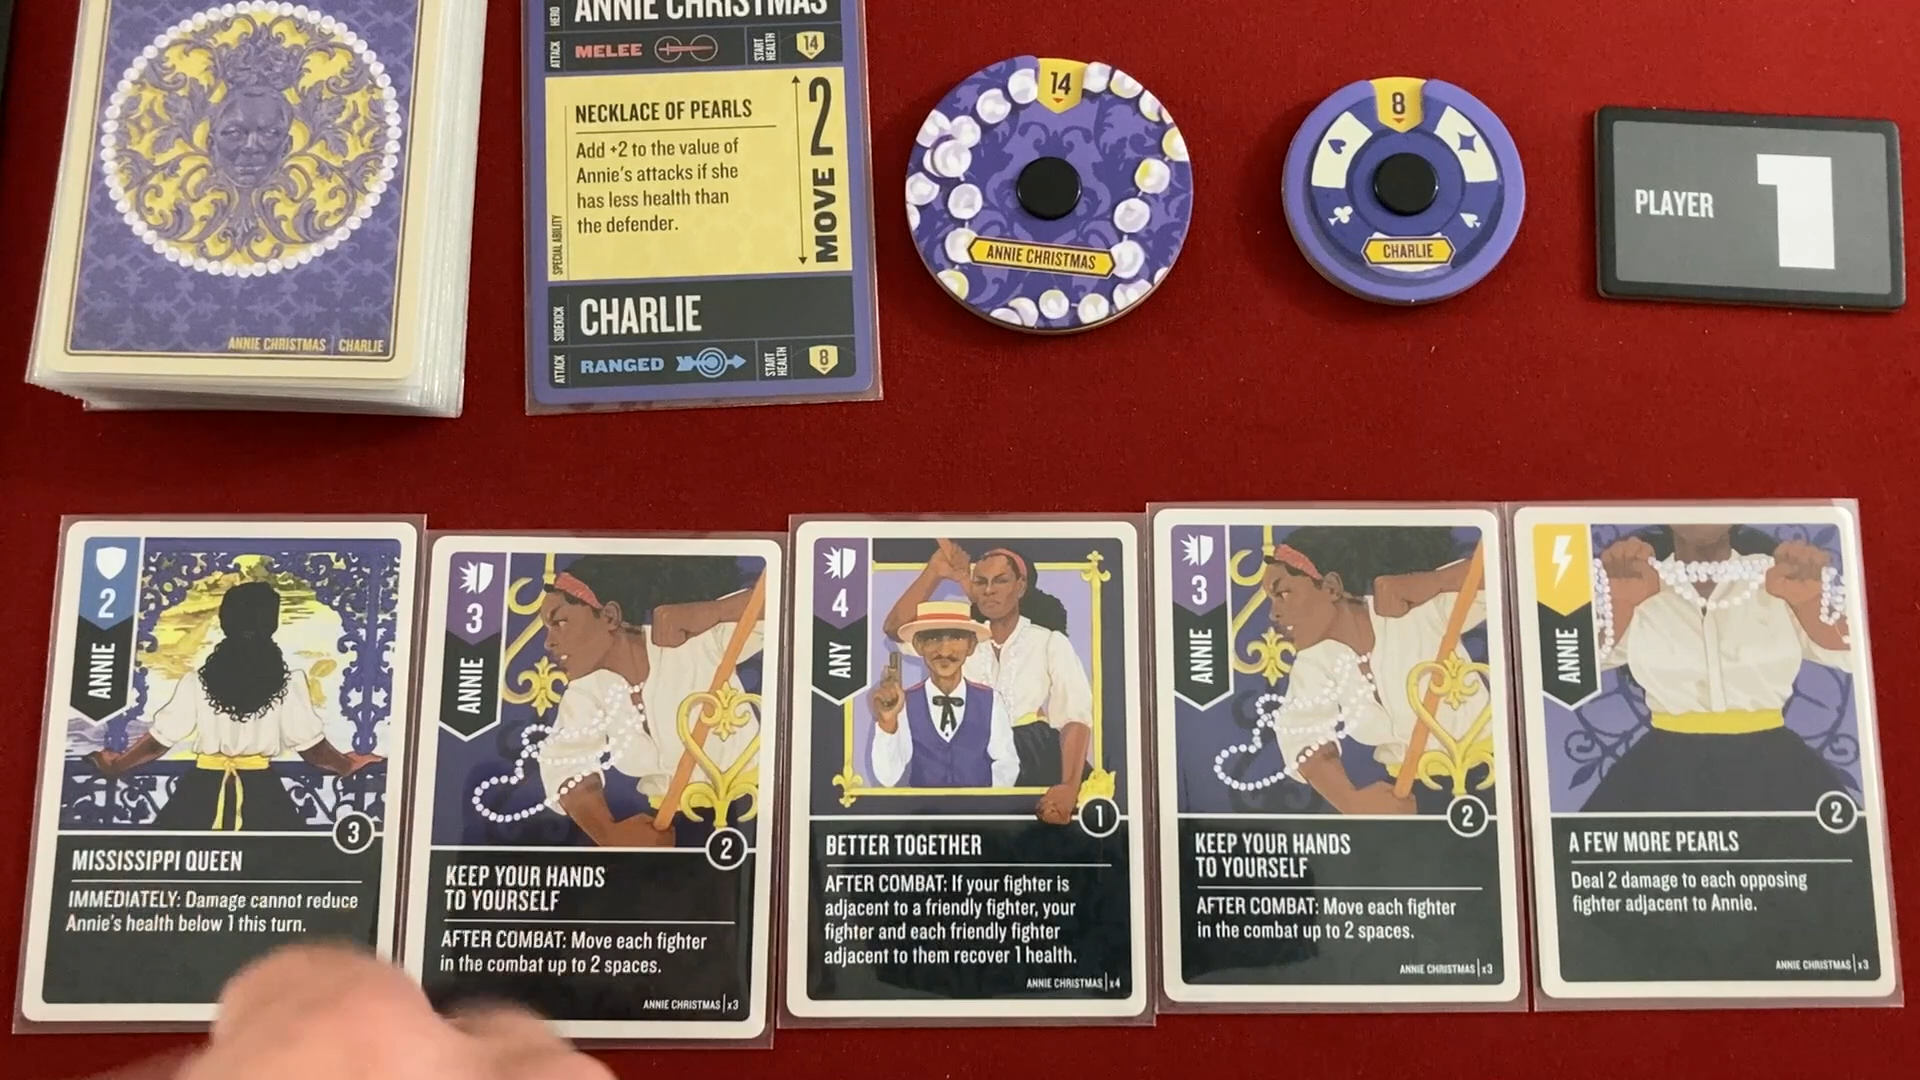 ANNIE CHRISTMAS | CHARLIE
HERO
ANNIE CHRISTMAS
ATTACK
MELEE
START HEALTH
14
NECKLACE OF PEARLS
Add +2 to the value of
Annie's attacks if she
has less health than
the defender.
SPECIAL ABILITY
MOVE 2
SIDEKICK
CHARLIE
ATTACK
RANGED
START HEALTH
8
14
ANNIE CHRISTMAS
8
CHARLIE
PLAYER 1
2
ANNIE
3
MISSISSIPPI QUEEN
IMMEDIATELY: Damage cannot reduce
Annie's health below 1 this turn.
3
ANNIE
2
KEEP YOUR HANDS
TO YOURSELF
AFTER COMBAT: Move each fighter
in the combat up to 2 spaces.
ANNIE CHRISTMAS | x3
4
ANY
1
BETTER TOGETHER
AFTER COMBAT: If your fighter is
adjacent to a friendly fighter, your
fighter and each friendly fighter
adjacent to them recover 1 health.
ANNIE CHRISTMAS | x4
3
ANNIE
2
KEEP YOUR HANDS
TO YOURSELF
AFTER COMBAT: Move each fighter
in the combat up to 2 spaces.
ANNIE CHRISTMAS | x3
ANNIE
2
A FEW MORE PEARLS
Deal 2 damage to each opposing
fighter adjacent to Annie.
ANNIE CHRISTMAS | x3